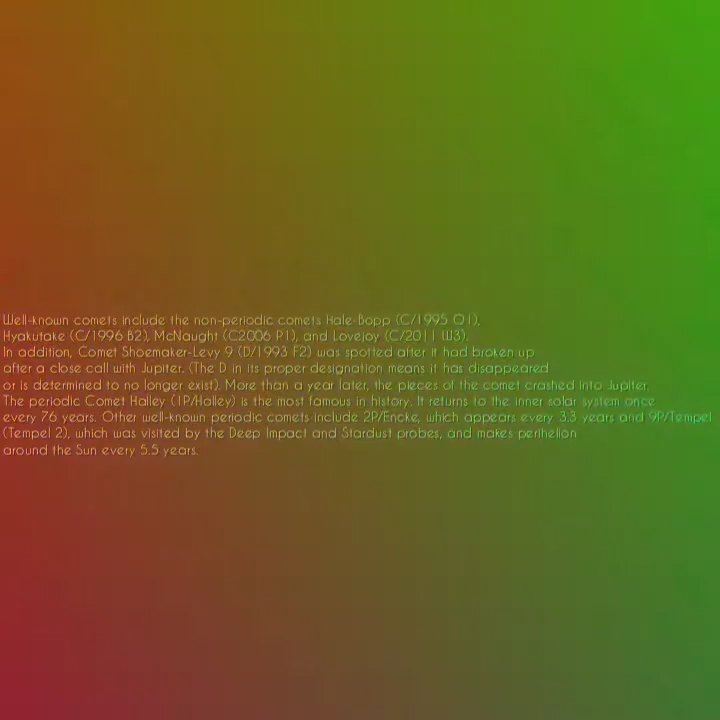 Well-known comets include the non-periodic comets Hale-Bopp (C/1995 O1),
Hyakutake (C/1996 B2), McNaught (C2006 P1), and Lovejoy (C/2011 W3).
In addition, Comet Shoemaker-Levy 9 (D/1993 F2) was spotted after it had broken up
after a close call with Jupiter. (The D in its proper designation means it has disappeared
or is determined to no longer exist). More than a year later, the pieces of the comet crashed into Jupiter.
The periodic Comet Halley (1P/Halley) is the most famous in history. It returns to the inner solar system once
every 76 years. Other well-known periodic comets include 2P/Encke, which appears every 3.3 years and 9P/Tempel
(Tempel 2), which was visited by the Deep Impact and Stardust probes, and makes perihelion
around the Sun every 5.5 years.